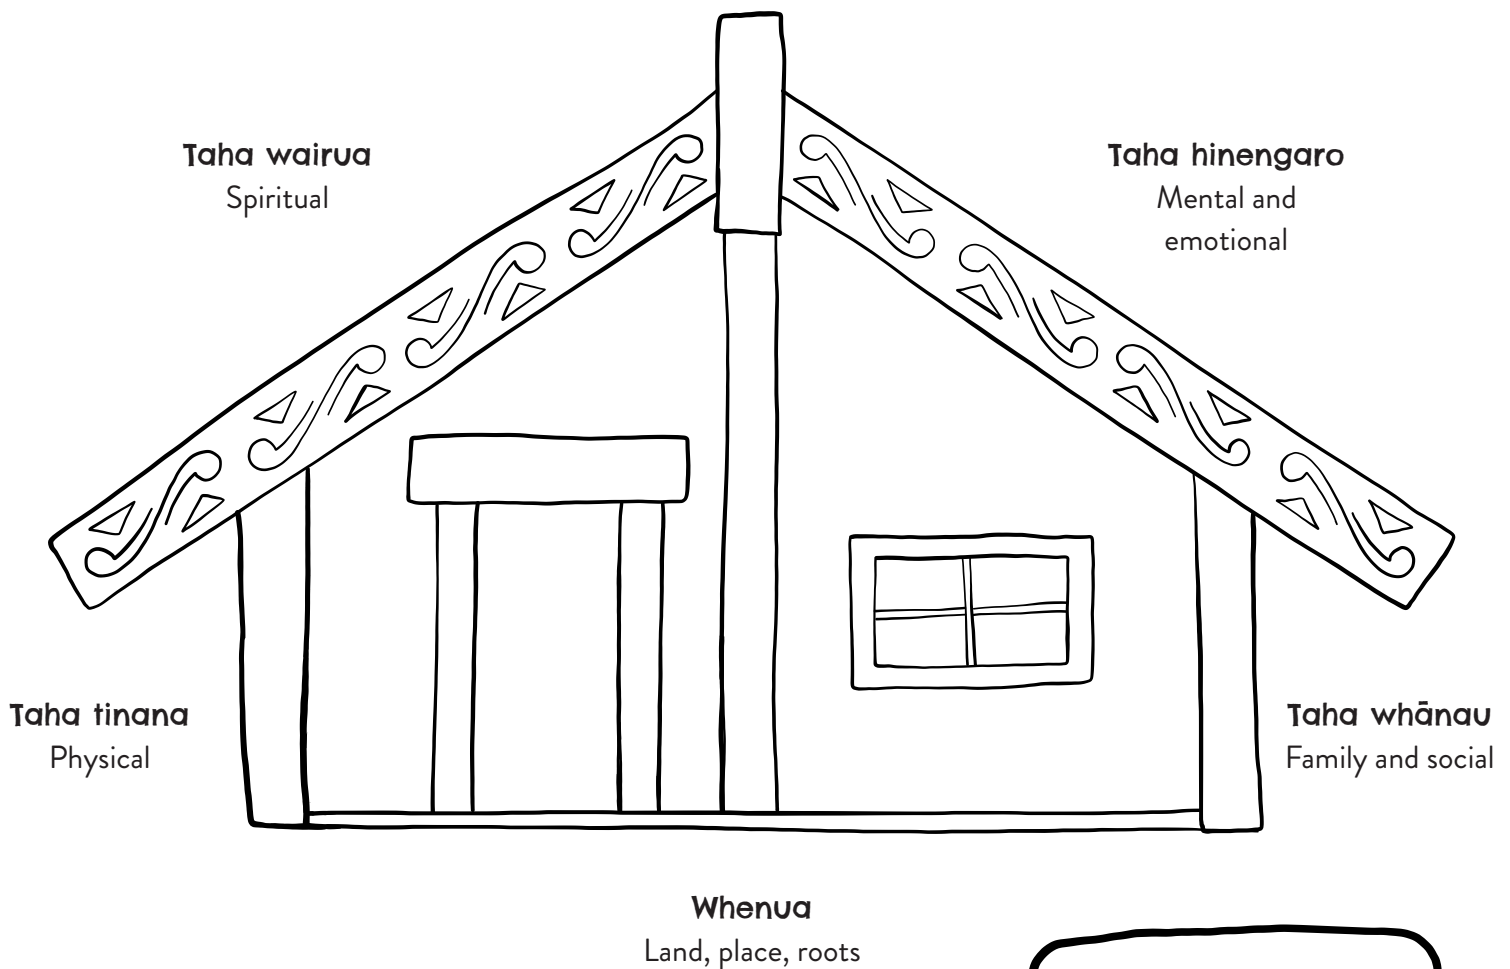 Taha wairua
Spiritual
Taha hinengaro
Mental and
emotional
Taha tinana
Physical
Taha whānau
Family and social
Whenua
Land, place, roots